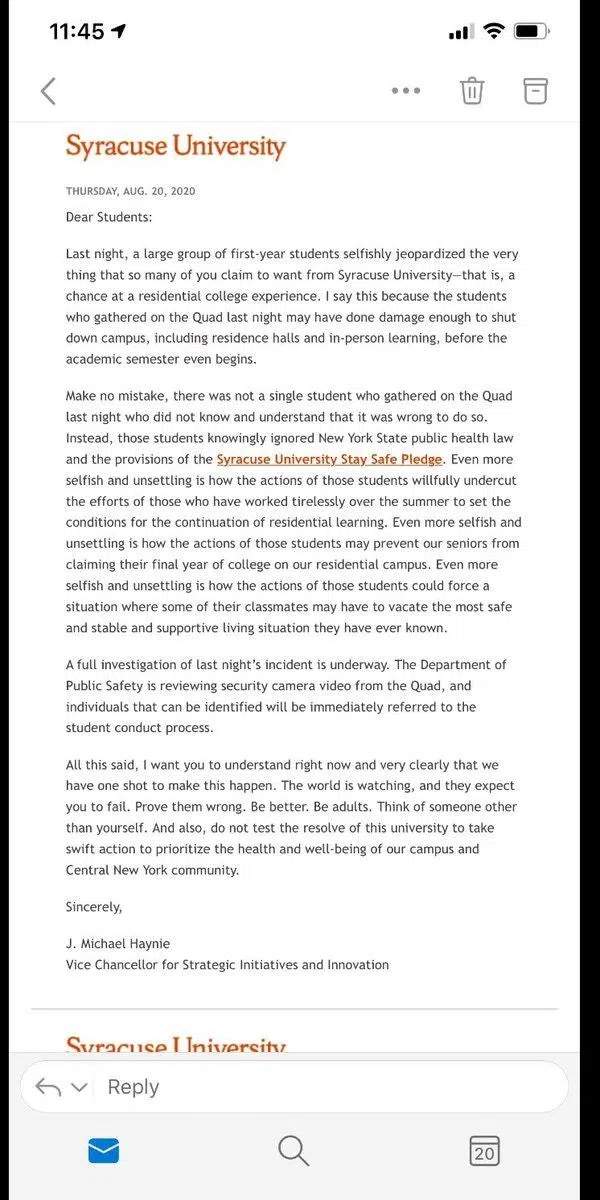 11:45
Syracuse University
THURSDAY, AUG. 20, 2020
Dear Students:
Last night, a large group of first-year students selfishly jeopardized the very
thing that so many of you claim to want from Syracuse University—that is, a
chance at a residential college experience. I say this because the students
who gathered on the Quad last night may have done damage enough to shut
down campus, including residence halls and in-person learning, before the
academic semester even begins.
Make no mistake, there was not a single student who gathered on the Quad
last night who did not know and understand that it was wrong to do so.
Instead, those students knowingly ignored New York State public health law
and the provisions of the Syracuse University Stay Safe Pledge. Even more
selfish and unsettling is how the actions of those students willfully undercut
the efforts of those who have worked tirelessly over the summer to set the
conditions for the continuation of residential learning. Even more selfish and
unsettling is how the actions of those students may prevent our seniors from
claiming their final year of college on our residential campus. Even more
selfish and unsettling is how the actions of those students could force a
situation where some of their classmates may have to vacate the most safe
and stable and supportive living situation they have ever known.
A full investigation of last night's incident is underway. The Department of
Public Safety is reviewing security camera video from the Quad, and
individuals that can be identified will be immediately referred to the
student conduct process.
All this said, I want you to understand right now and very clearly that we
have one shot to make this happen. The world is watching, and they expect
you to fail. Prove them wrong. Be better. Be adults. Think of someone other
than yourself. And also, do not test the resolve of this university to take
swift action to prioritize the health and well-being of our campus and
Central New York community.
Sincerely,
J. Michael Haynie
Vice Chancellor for Strategic Initiatives and Innovation
Syracuse University
Reply
20